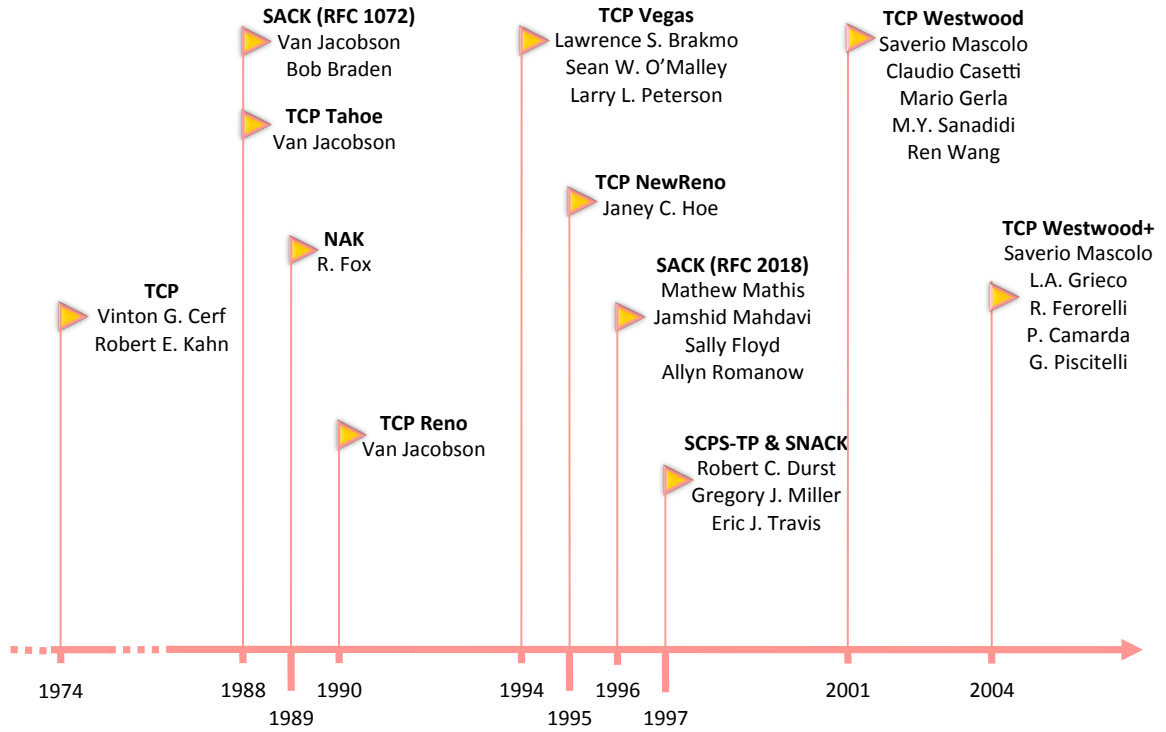 SACK (RFC 1072)
Van Jacobson
Bob Braden
TCP Tahoe
Van Jacobson
NAK
R. Fox
TCP
Vinton G. Cerf
Robert E. Kahn
TCP Reno
Van Jacobson
TCP Vegas
Lawrence S. Brakmo
Sean W. O’Malley
Larry L. Peterson
TCP NewReno
Janey C. Hoe
SACK (RFC 2018)
Mathew Mathis
Jamshid Mahdavi
Sally Floyd
Allyn Romanow
SCPS-TP & SNACK
Robert C. Durst
Gregory J. Miller
Eric J. Travis
TCP Westwood
Saverio Mascolo
Claudio Casetti
Mario Gerla
M.Y. Sanadidi
Ren Wang
TCP Westwood+
Saverio Mascolo
L.A. Grieco
R. Ferorelli
P. Camarda
G. Piscitelli
1974
1988
1989
1990
1994
1995
1996
1997
2001
2004